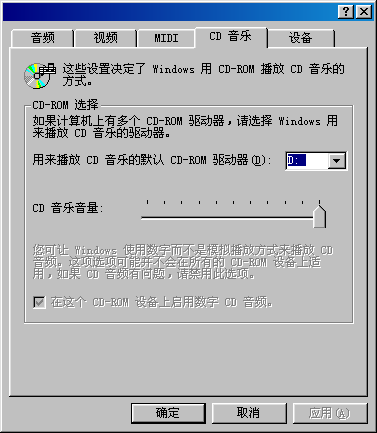 音频 视频 MIDI CD 音乐 设备
这些设置决定了 Windows 用 CD-ROM 播放 CD 音乐的
方式。
CD-ROM 选择
如果计算机上有多个 CD-ROM 驱动器,请选择 Windows 用
来播放 CD 音乐的驱动器。
用来播放 CD 音乐的默认 CD-ROM 驱动器(D): D:
CD 音乐音量:
您可让 Windows 使用数字而不是模拟播放方式来播放 CD
音频。这项选项可能并不会在所有的 CD-ROM 设备上适
用,如果 CD 音频有问题,请禁用此选项。
在这个 CD-ROM 设备上启用数字 CD 音频。
确定 取消 应用(A)